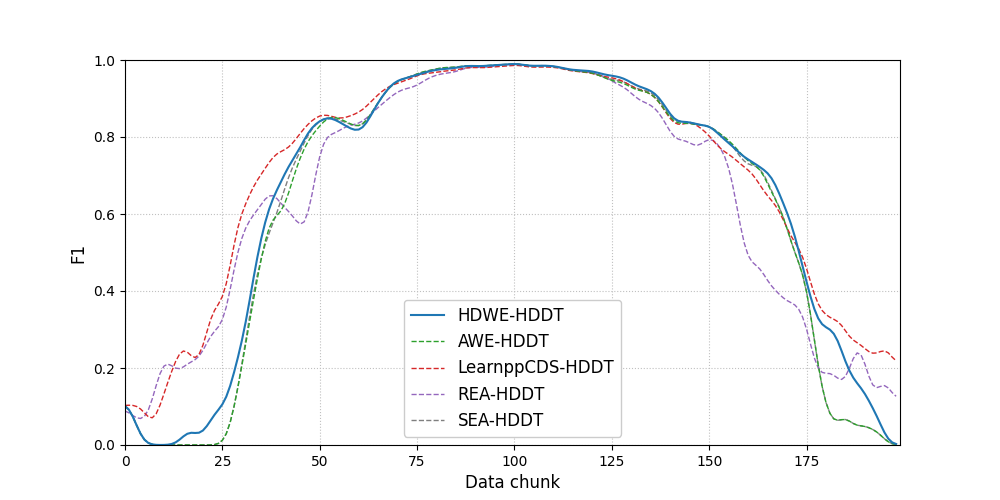 1.0
0.8
0.6
0.4
0.2
0.0
F1
HDWE-HDDT
AWE-HDDT
LearnppCDS-HDDT
REA-HDDT
SEA-HDDT
0 25 50 75 100 125 150 175
Data chunk